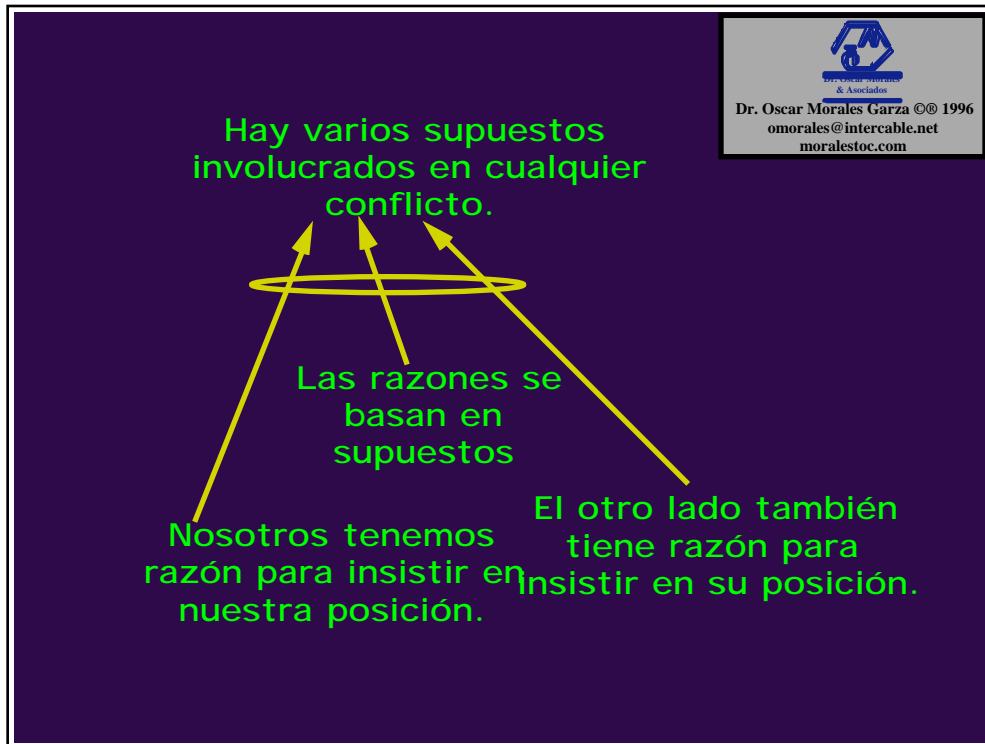 Dr. Oscar Morales
& Asociados
Dr. Oscar Morales Garza ©® 1996
omorales@intercable.net
moralestoc.com
Hay varios supuestos
involucrados en cualquier
conflicto.
Las razones se
basan en
supuestos
Nosotros tenemos
razón para insistir en
nuestra posición.
El otro lado también
tiene razón para
insistir en su posición.